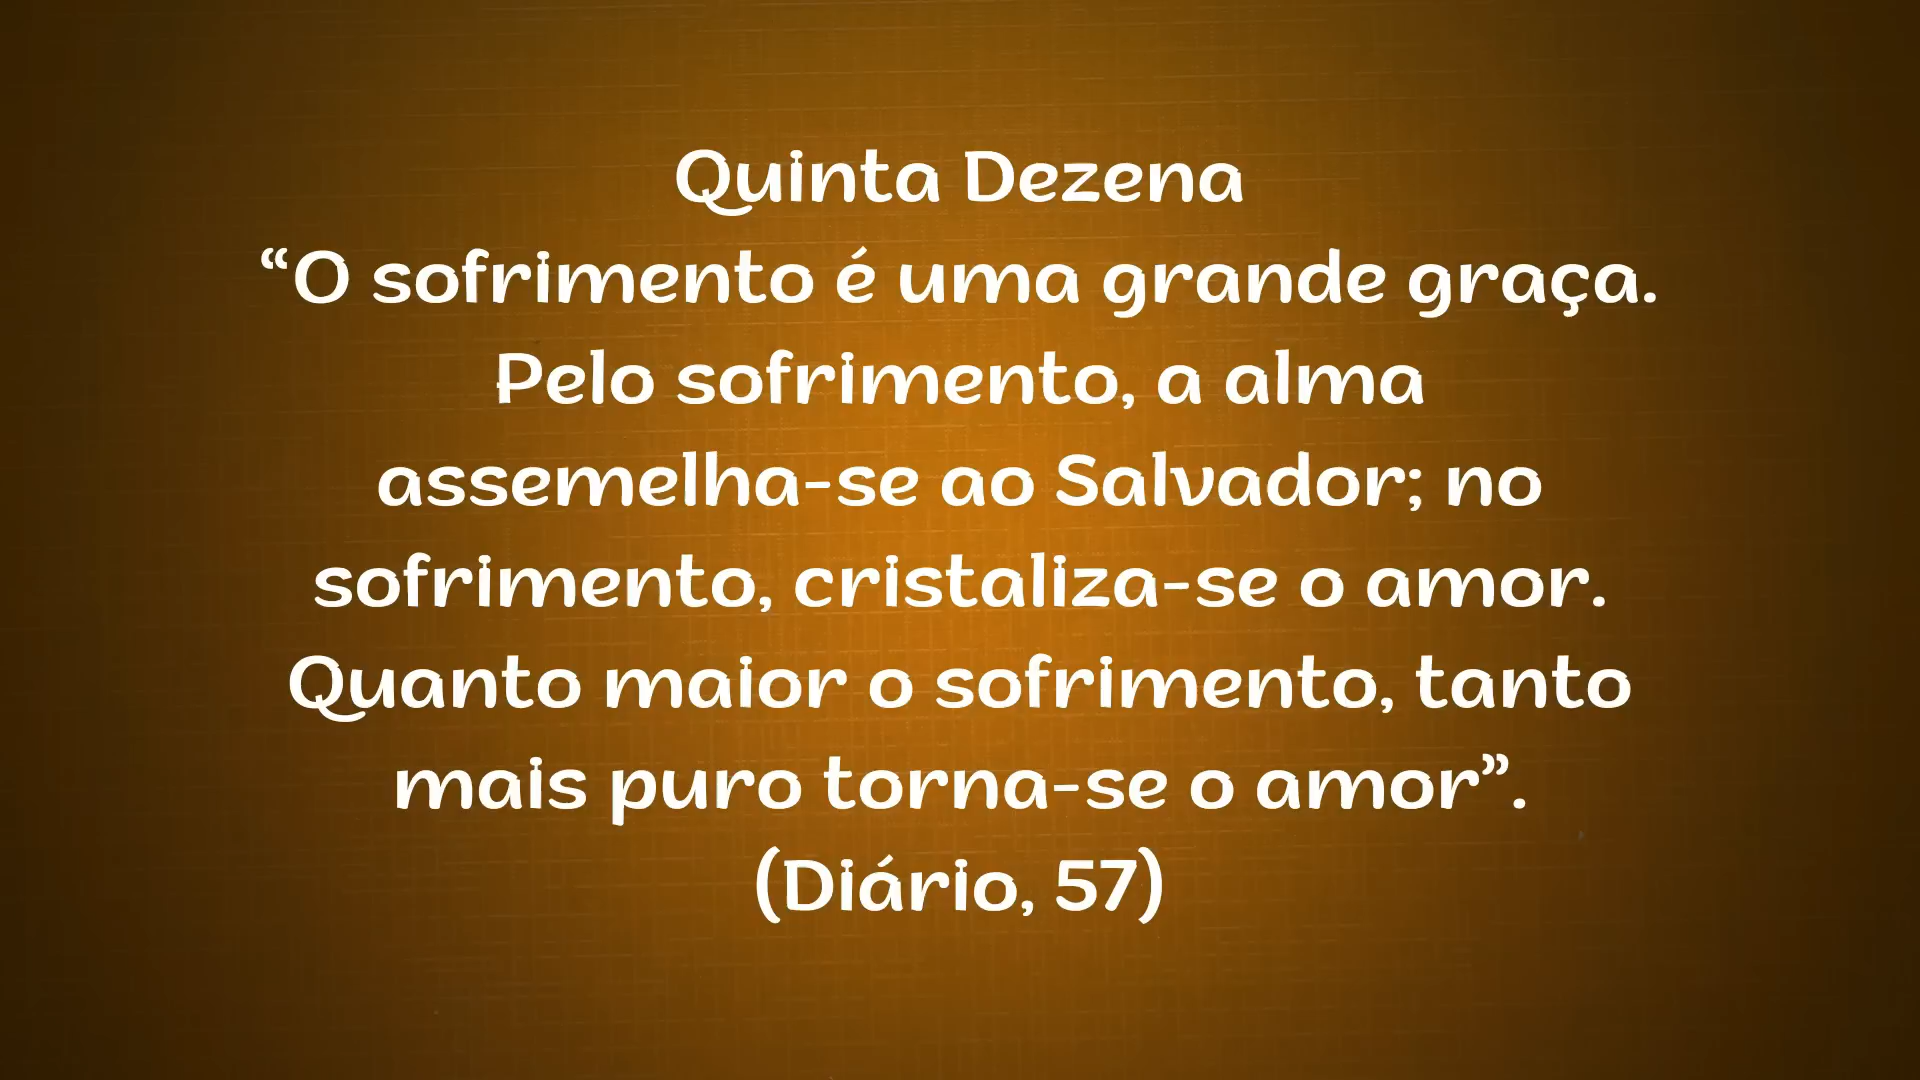 Quinta Dezena
“O sofrimento é uma grande graça.
Pelo sofrimento, a alma
assemelha-se ao Salvador; no
sofrimento, cristaliza-se o amor.
Quanto maior o sofrimento, tanto
mais puro torna-se o amor”.
(Diário, 57)